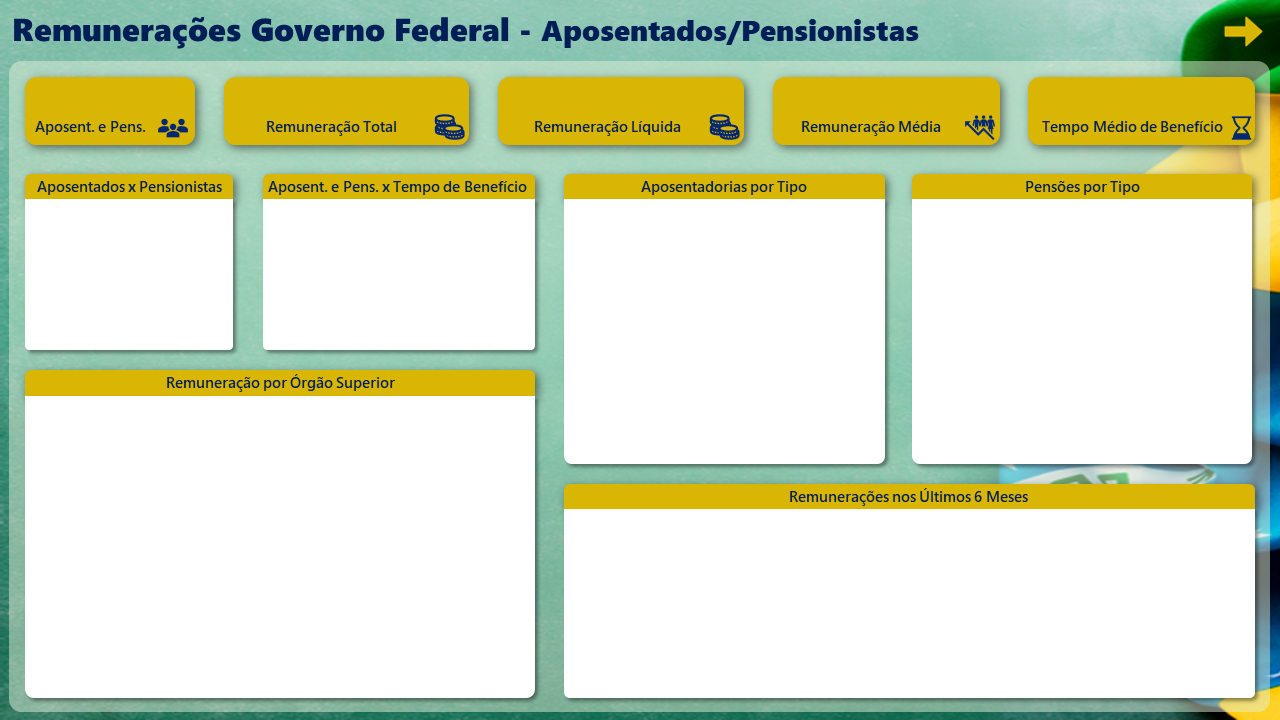 Remunerações Governo Federal - Aposentados/Pensionistas
Aposent. e Pens.
Remuneração Total
Remuneração Líquida
Remuneração Média
Tempo Médio de Benefício
Aposentados x Pensionistas
Aposent. e Pens. x Tempo de Benefício
Aposentadorias por Tipo
Pensões por Tipo
Remuneração por Órgão Superior
Remunerações nos Últimos 6 Meses